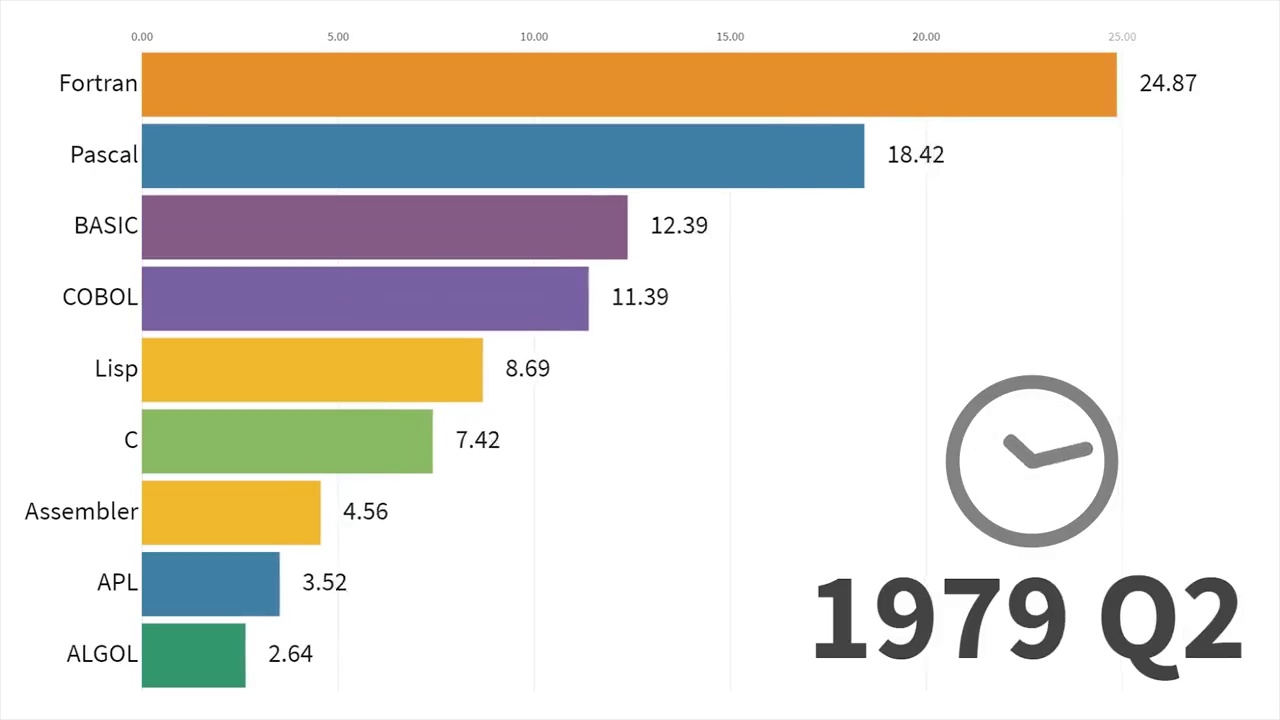 0.00 5.00 10.00 15.00 20.00 25.00
Fortran 24.87
Pascal 18.42
BASIC 12.39
COBOL 11.39
Lisp 8.69
C 7.42
Assembler 4.56
APL 3.52
ALGOL 2.64
1979 Q2